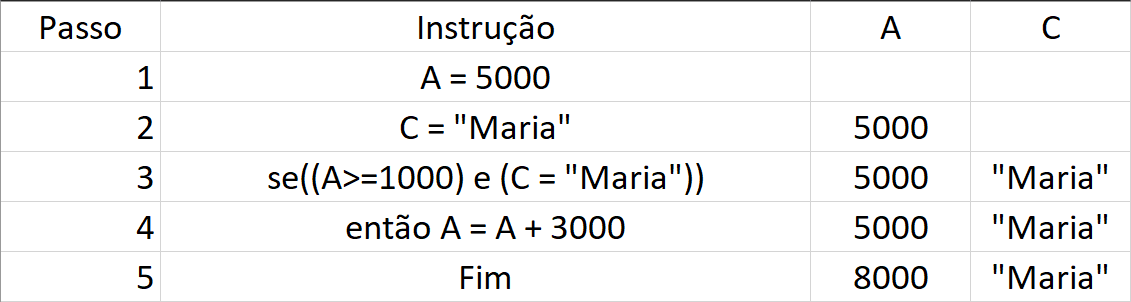 Passo Instrução A C
1 A = 5000
2 C = "Maria" 5000
3 se((A>=1000) e (C = "Maria")) 5000 "Maria"
4 então A = A + 3000 5000 "Maria"
5 Fim 8000 "Maria"